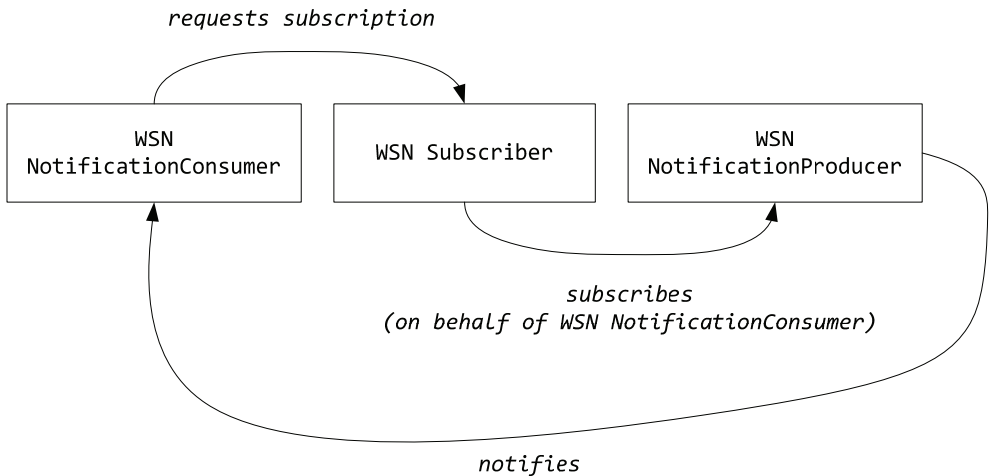 requests subscription
WSN
NotificationConsumer
WSN Subscriber
WSN
NotificationProducer
subscribes
(on behalf of WSN NotificationConsumer)
notifies